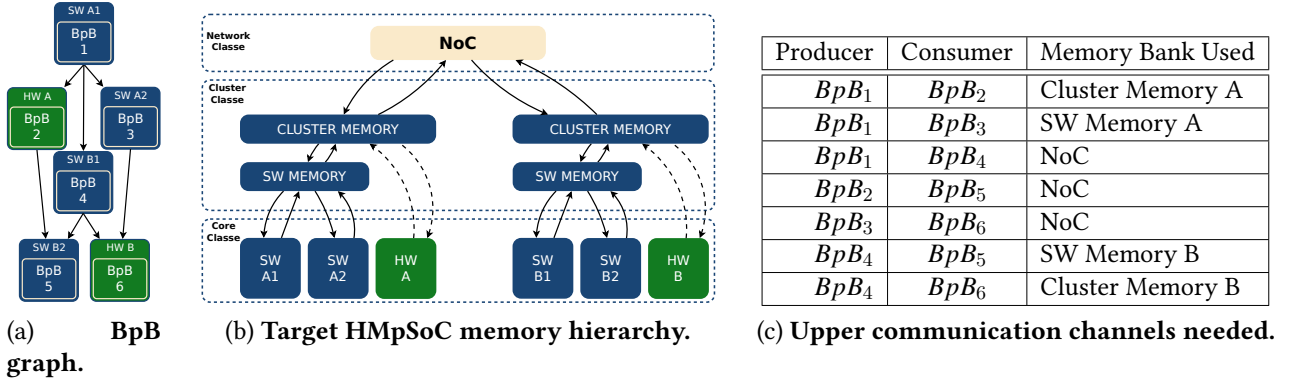 SW A1
BpB
1
HW A
BpB
2
SW A2
BpB
3
SW B1
BpB
4
SW B2
BpB
5
HW B
BpB
6
(a) BpB
graph.
Network
Classe
NoC
Cluster
Classe
CLUSTER MEMORY
CLUSTER MEMORY
SW MEMORY
SW MEMORY
Core
Classe
SW
A1
SW
A2
HW
A
SW
B1
SW
B2
HW
B
(b) Target HMpSoC memory hierarchy.
Producer Consumer Memory Bank Used
BpB₁ BpB₂ Cluster Memory A
BpB₁ BpB₃ SW Memory A
BpB₁ BpB₄ NoC
BpB₂ BpB₅ NoC
BpB₃ BpB₆ NoC
BpB₄ BpB₅ SW Memory B
BpB₄ BpB₆ Cluster Memory B
(c) Upper communication channels needed.